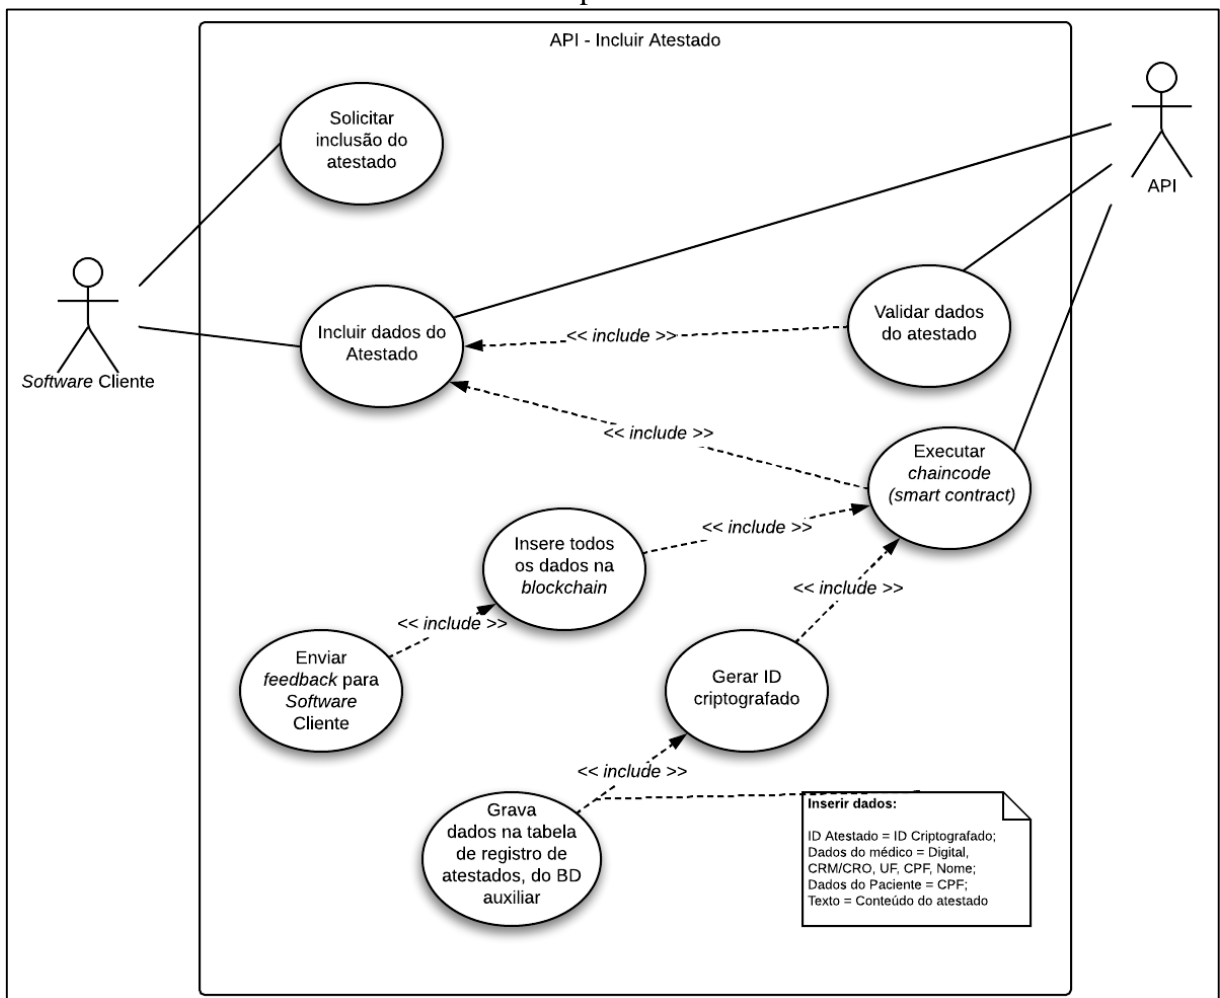 API - Incluir Atestado
Solicitar
inclusão do
atestado
API
Software Cliente
Incluir dados do
Atestado
<< include >>
Validar dados
do atestado
<< include >>
Executar
chaincode
(smart contract)
<< include >>
Insere todos
os dados na
blockchain
<< include >>
<< include >>
Enviar
feedback para
Software
Cliente
Gerar ID
criptografado
<< include >>
Grava
dados na tabela
de registro de
atestados, do BD
auxiliar
Inserir dados:
ID Atestado = ID Criptografado;
Dados do médico = Digital,
CRM/CRO, UF, CPF, Nome;
Dados do Paciente = CPF;
Texto = Conteúdo do atestado